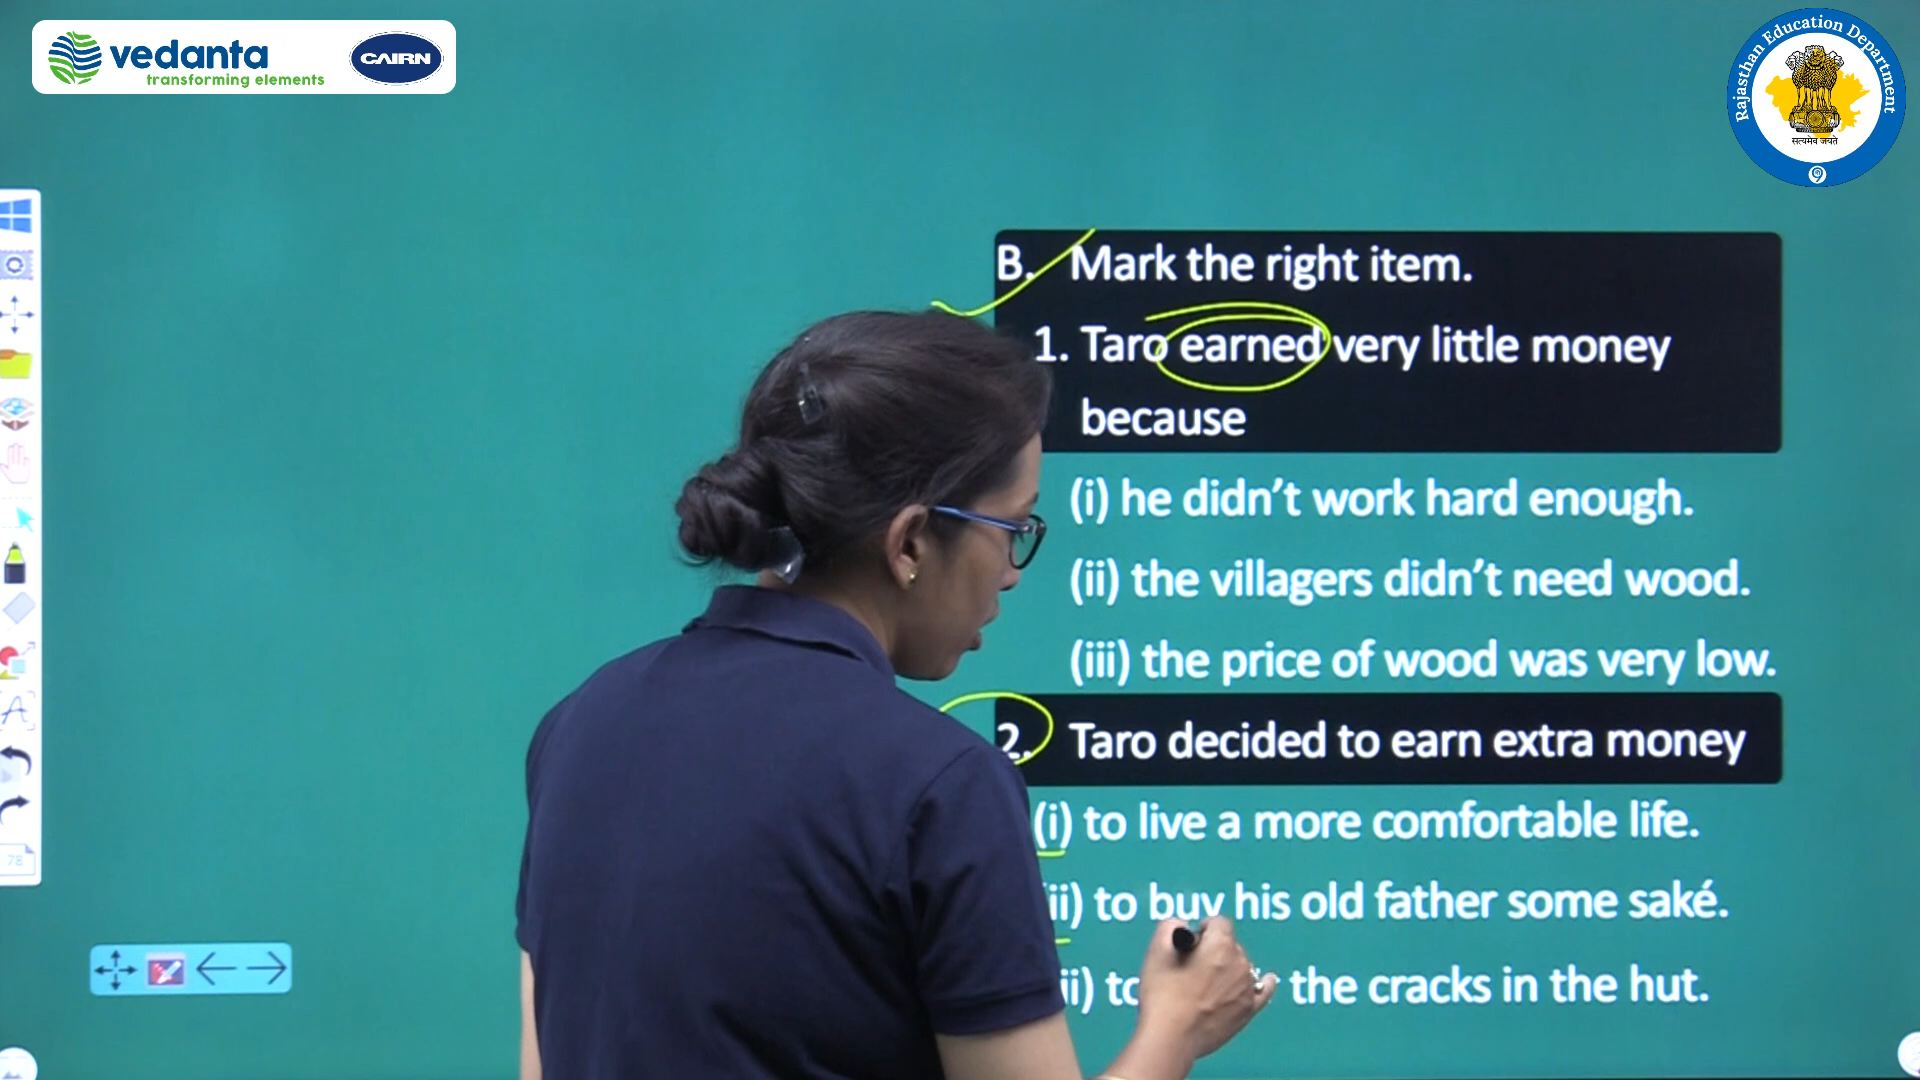 vedanta
transforming elements
CAIRN
Rajasthan Education Department
सत्यमेव जयते
B. Mark the right item.
1. Taro earned very little money
because
(i) he didn't work hard enough.
(ii) the villagers didn't need wood.
(iii) the price of wood was very low.
2. Taro decided to earn extra money
(i) to live a more comfortable life.
ii) to buy his old father some saké.
ii) the cracks in the hut.
78